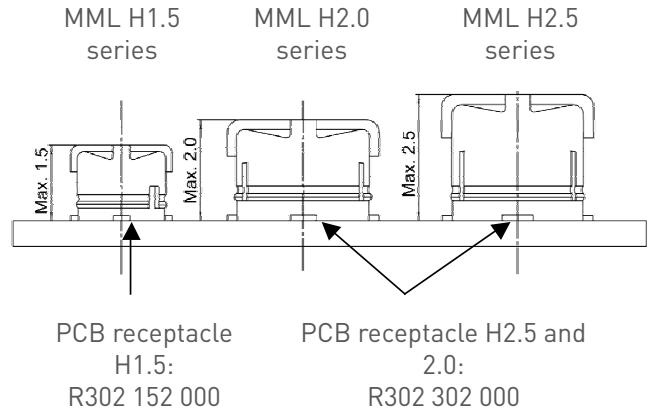 MML H1.5
series
MML H2.0
series
MML H2.5
series
Max. 1.5
Max. 2.0
Max. 2.5
PCB receptacle
H1.5:
R302 152 000
PCB receptacle H2.5 and
2.0:
R302 302 000